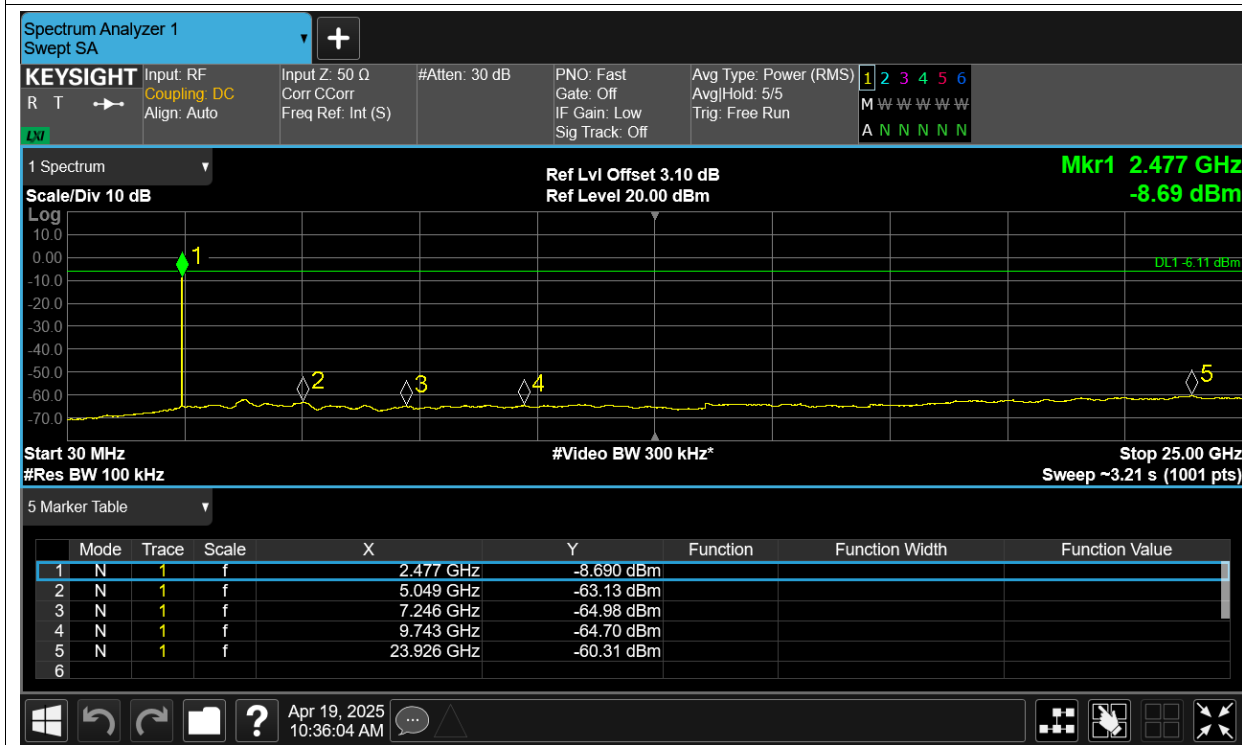 Spectrum Analyzer 1
Swept SA
+
KEYSIGHT
R T
LXI
Input: RF
Coupling: DC
Align: Auto
Input Z: 50 Ω
Corr CCorr
Freq Ref: Int (S)
#Atten: 30 dB
PNO: Fast
Gate: Off
IF Gain: Low
Sig Track: Off
Avg Type: Power (RMS)
Avg|Hold: 5/5
Trig: Free Run
1 2 3 4 5 6
M W W W W W
A N N N N N
1 Spectrum
Scale/Div 10 dB
Ref Lvl Offset 3.10 dB
Ref Level 20.00 dBm
Mkr1 2.477 GHz
-8.69 dBm
Log
10.0
0.00
-10.0
-20.0
-30.0
-40.0
-50.0
-60.0
-70.0
1
2
3
4
5
DL1 -6.11 dBm
Start 30 MHz
#Res BW 100 kHz
#Video BW 300 kHz*
Stop 25.00 GHz
Sweep ~3.21 s (1001 pts)
5 Marker Table
Mode Trace Scale X Y Function Function Width Function Value
1 N 1 f 2.477 GHz -8.690 dBm
2 N 1 f 5.049 GHz -63.13 dBm
3 N 1 f 7.246 GHz -64.98 dBm
4 N 1 f 9.743 GHz -64.70 dBm
5 N 1 f 23.926 GHz -60.31 dBm
6
?
Apr 19, 2025
10:36:04 AM